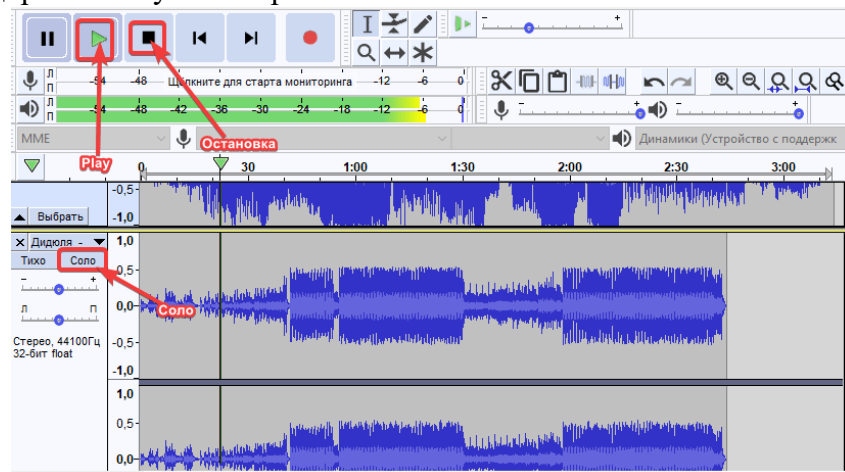 - +
Л П -54 -48 Щёлкните для старта мониторинга -12 -6 0
Л П -54 -48 -42 -36 -30 -24 -18 -12 -6 0
- + -
MME
Остановка
Динамики (Устройство с поддержк
Play
0 30 1:00 1:30 2:00 2:30 3:00
-0,5
Выбрать -1,0
× Дидюля - 1,0
Тихо Соло
0,5
- +
Л П
0,0
Соло
Стерео, 44100Гц -0,5
32-бит float
-1,0
1,0
0,5
0,0